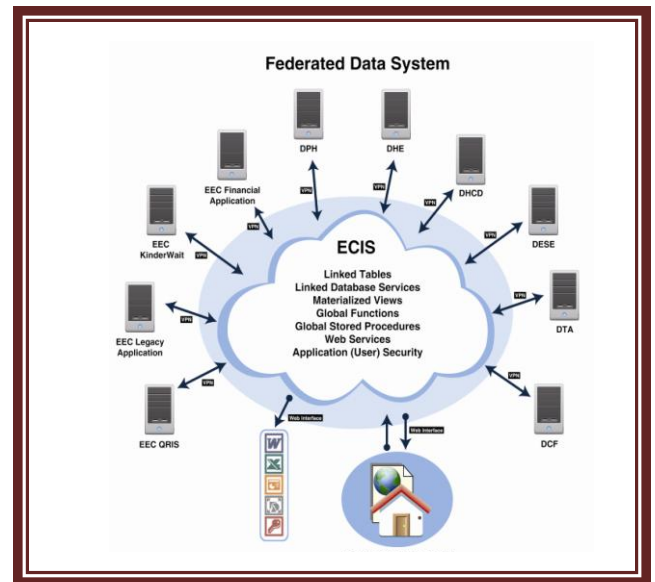 Federated Data System
DPH
DHE
EEC Financial
Application
DHCD
VPN
VPN
VPN
VPN
EEC
KinderWait
VPN
VPN
DESE
ECIS
Linked Tables
Linked Database Services
Materialized Views
Global Functions
Global Stored Procedures
Web Services
Application (User) Security
EEC Legacy
Application
VPN
VPN
DTA
EEC QRIS
VPN
VPN
DCF
Web Interface
Web Interface
W
X